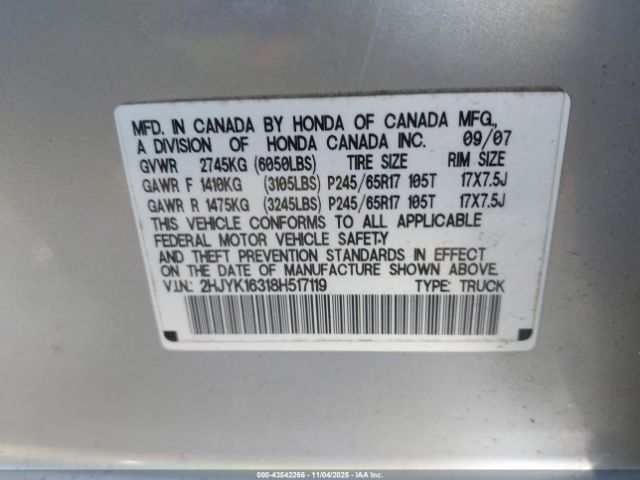 MFD. IN CANADA BY HONDA OF CANADA MFG.,
A DIVISION OF HONDA CANADA INC. 09/07
GVWR 2745KG (6050LBS) TIRE SIZE RIM SIZE
GAWR F 1410KG (3105LBS) P245/65R17 105T 17X7.5J
GAWR R 1475KG (3245LBS) P245/65R17 105T 17X7.5J
THIS VEHICLE CONFORMS TO ALL APPLICABLE
FEDERAL MOTOR VEHICLE SAFETY
AND THEFT PREVENTION STANDARDS IN EFFECT
ON THE DATE OF MANUFACTURE SHOWN ABOVE.
V.I.N.: 2HJYK16318H517119 TYPE: TRUCK
000-43542266 - 11/04/2025 - IAA, Inc.